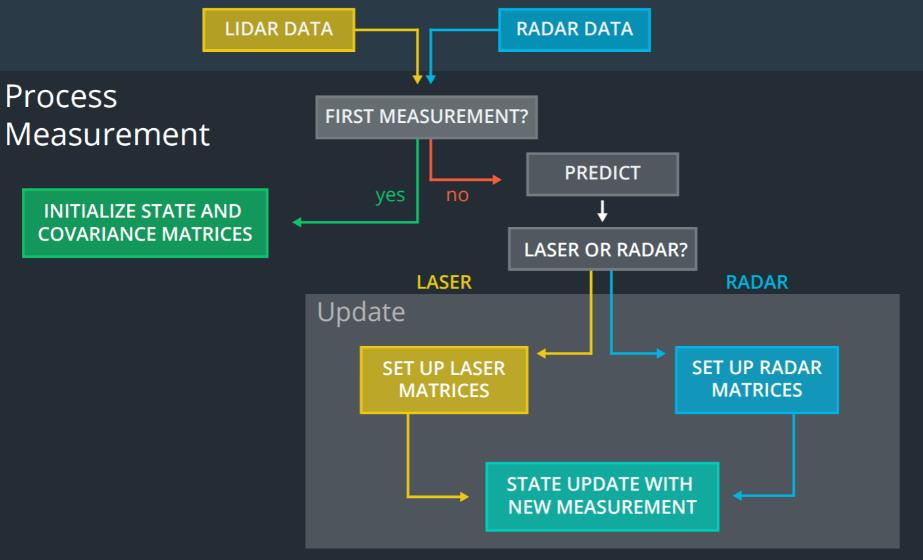 LIDAR DATA
RADAR DATA
Process
Measurement
FIRST MEASUREMENT?
yes
no
PREDICT
INITIALIZE STATE AND
COVARIANCE MATRICES
LASER OR RADAR?
LASER
RADAR
Update
SET UP LASER
MATRICES
SET UP RADAR
MATRICES
STATE UPDATE WITH
NEW MEASUREMENT